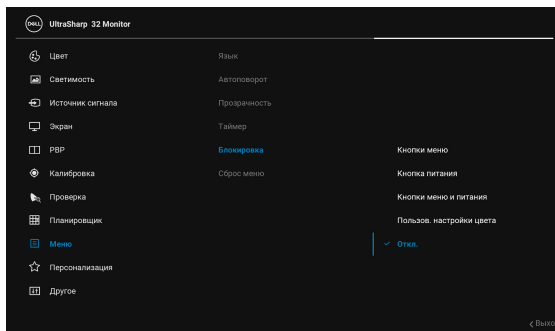 DELL UltraSharp 32 Monitor
Цвет
Язык
Светимость
Автоповорот
Источник сигнала
Прозрачность
Экран
Таймер
PBP
Блокировка
Кнопки меню
Калибровка
Сброс меню
Кнопка питания
Проверка
Кнопки меню и питания
Планировщик
Пользов. настройки цвета
Меню
Откл.
Персонализация
Другое